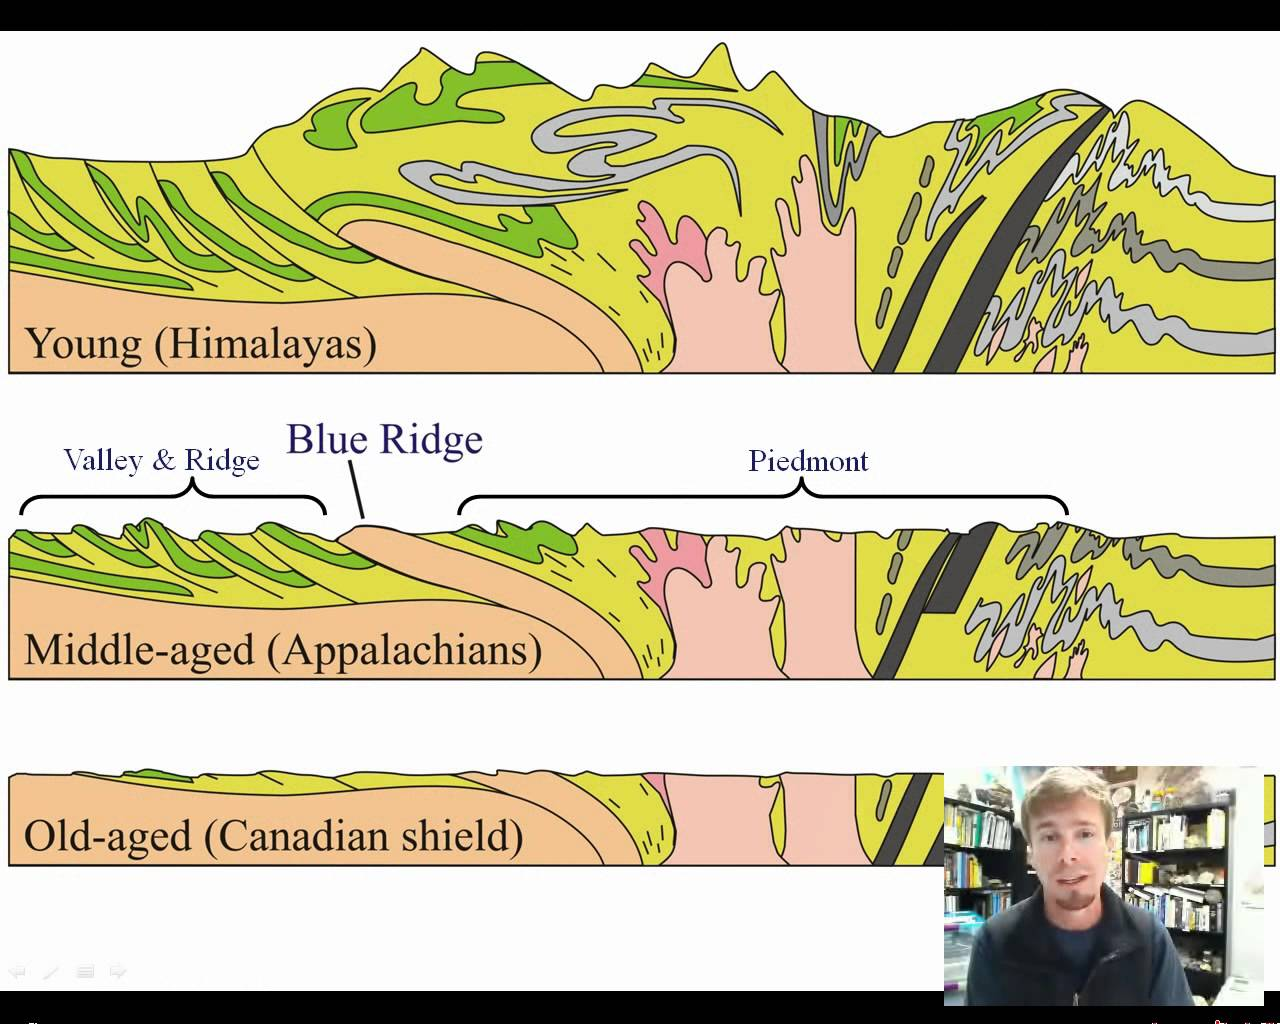 Young (Himalayas)
Blue Ridge
Valley & Ridge
Piedmont
Middle-aged (Appalachians)
Old-aged (Canadian shield)